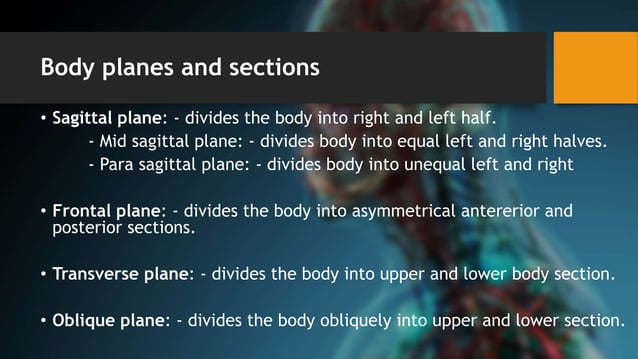 Body planes and sections
• Sagittal plane: - divides the body into right and left half.
- Mid sagittal plane: - divides body into equal left and right halves.
- Para sagittal plane: - divides body into unequal left and right
• Frontal plane: - divides the body into asymmetrical antererior and
posterior sections.
• Transverse plane: - divides the body into upper and lower body section.
• Oblique plane: - divides the body obliquely into upper and lower section.